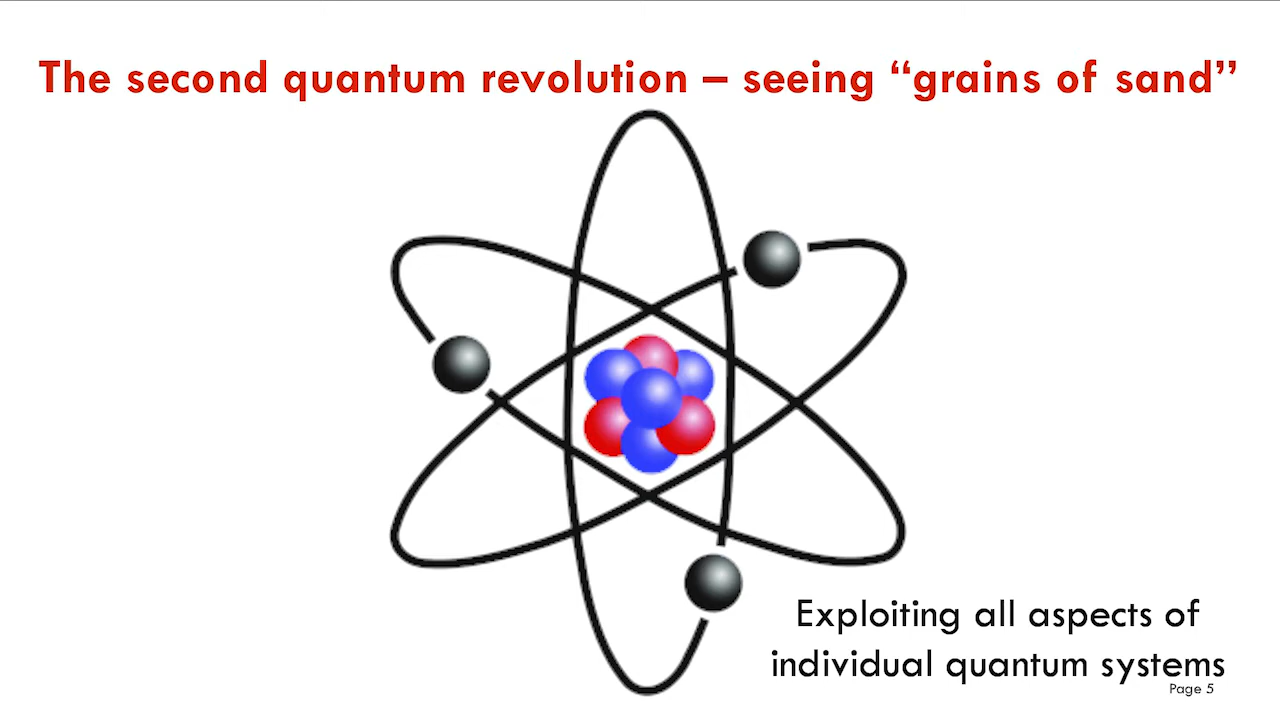 The second quantum revolution – seeing “grains of sand”
Exploiting all aspects of
individual quantum systems
Page 5